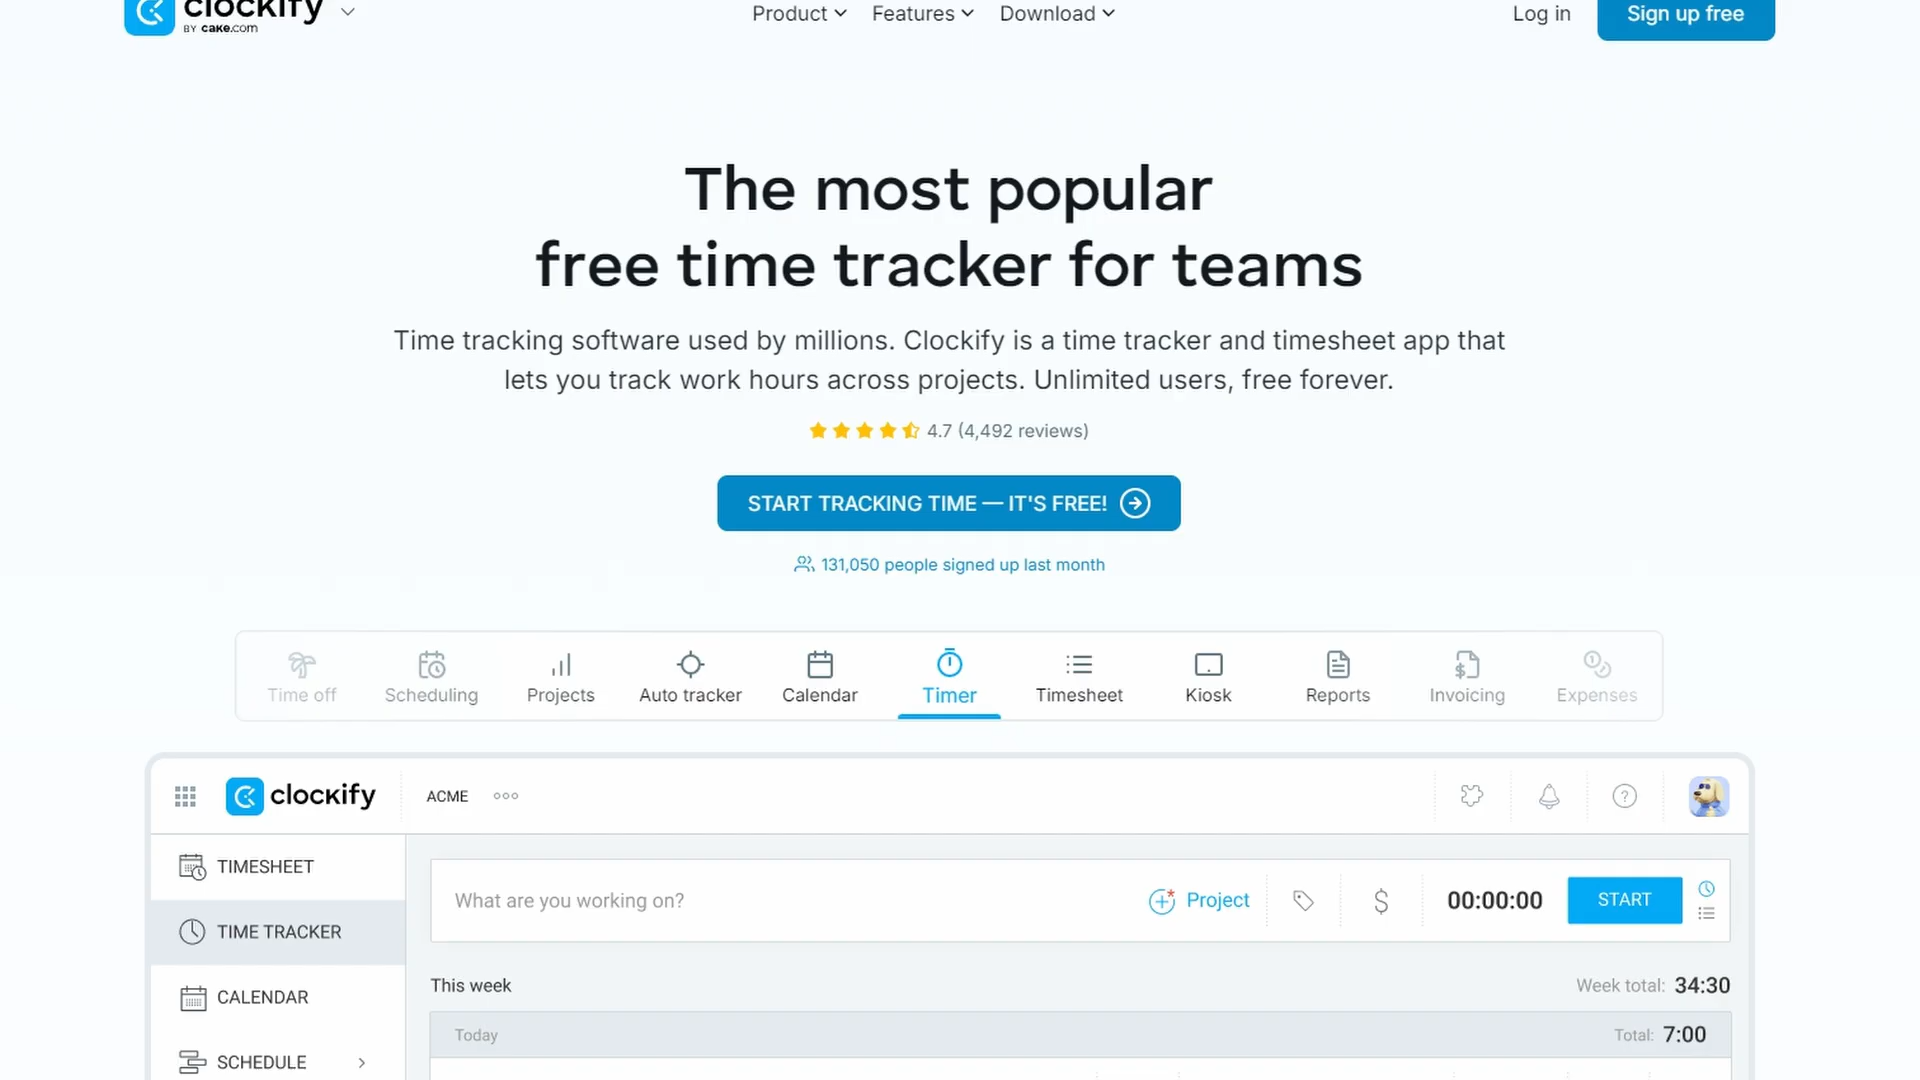 clockify
BY cake.com
Product
Features
Download
Log in
Sign up free
The most popular
free time tracker for teams
Time tracking software used by millions. Clockify is a time tracker and timesheet app that
lets you track work hours across projects. Unlimited users, free forever.
4.7 (4,492 reviews)
START TRACKING TIME — IT'S FREE!
131,050 people signed up last month
Time off
Scheduling
Projects
Auto tracker
Calendar
Timer
Timesheet
Kiosk
Reports
Invoicing
Expenses
clockify
ACME
TIMESHEET
TIME TRACKER
CALENDAR
SCHEDULE
What are you working on?
Project
00:00:00
START
This week
Week total: 34:30
Today
Total: 7:00